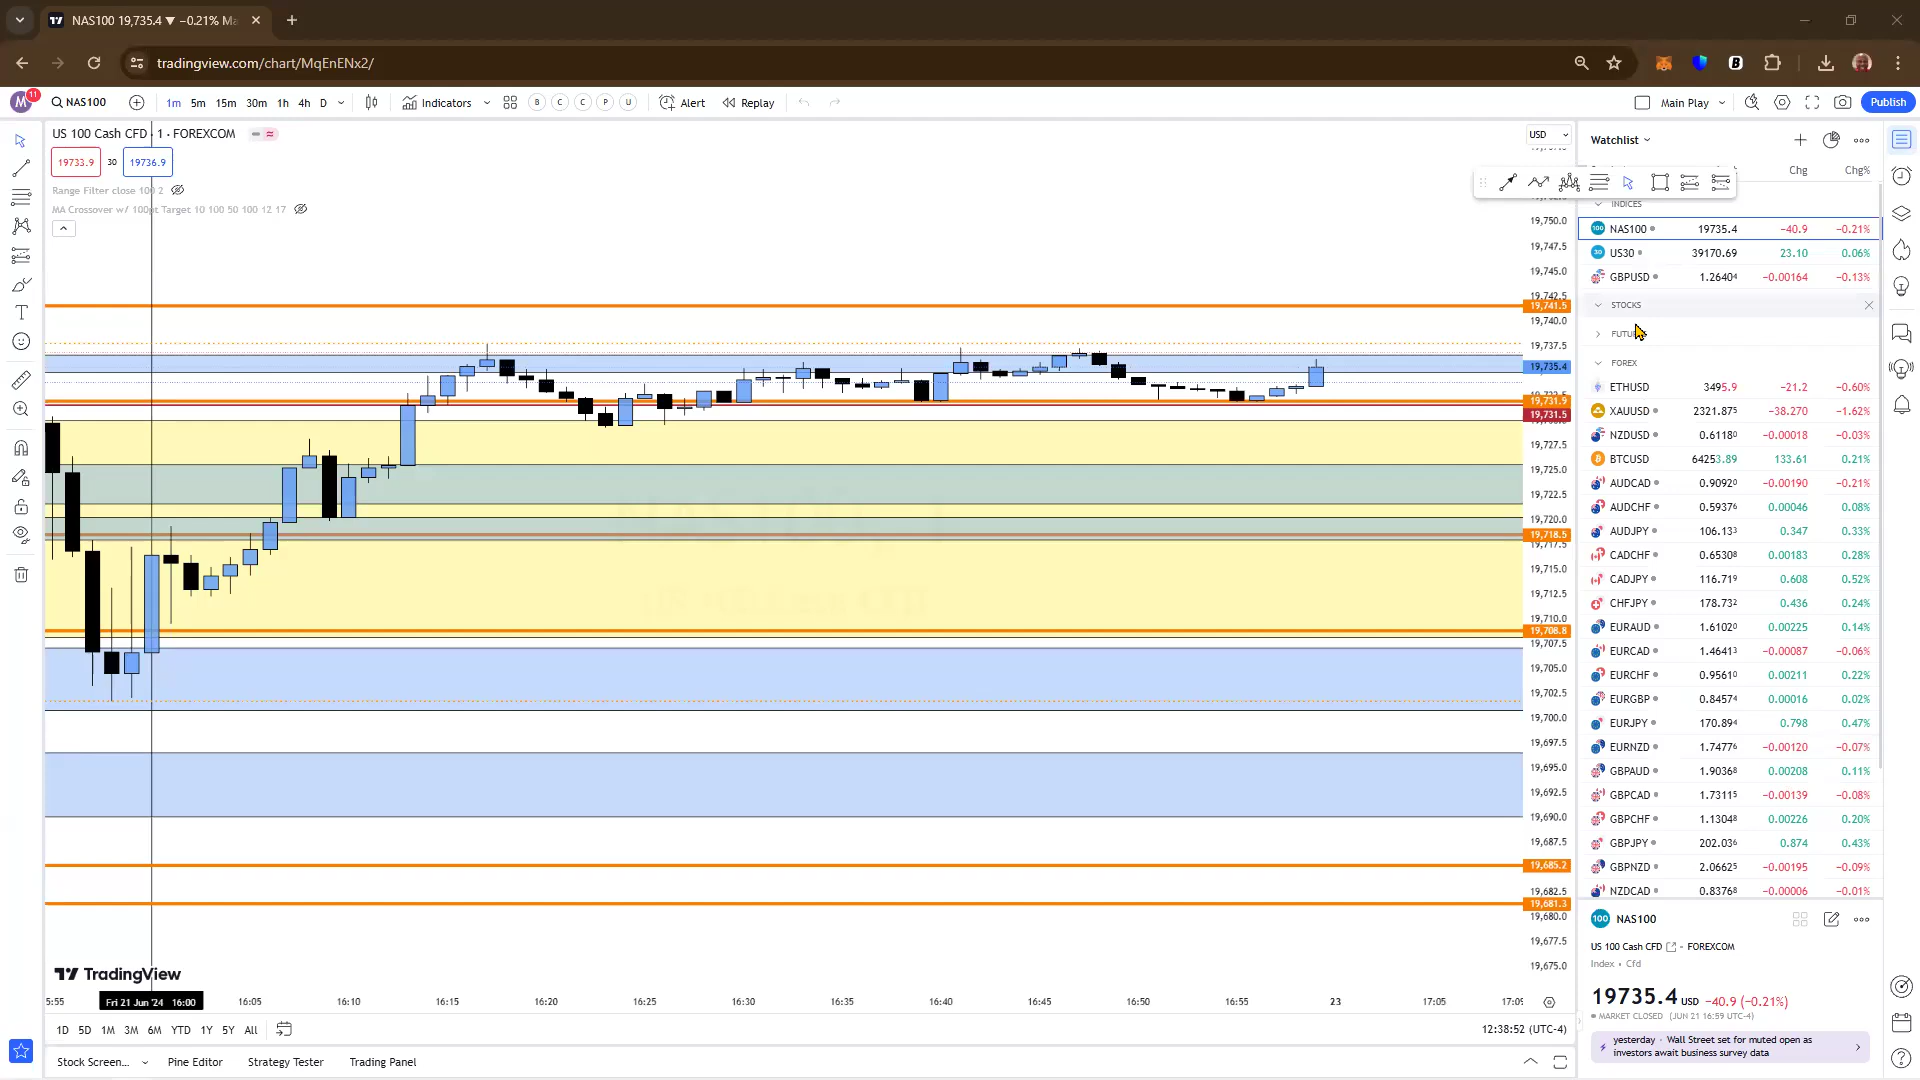 NAS100 19,735.4 ▼ −0.21% Ma
tradingview.com/chart/MqEnENx2/
M 11 NAS100 1m 5m 15m 30m 1h 4h D Indicators B C C P U Alert Replay Main Play Publish
US 100 Cash CFD · 1 · FOREXCOM
19733.9 30 19736.9
Range Filter close 100 2
MA Crossover w/ 100pt Target 10 100 50 100 12 17
USD
19,750.0
19,747.5
19,745.0
19,742.5
19,741.5
19,740.0
19,737.5
19,735.4
19,731.9
19,731.5
19,727.5
19,725.0
19,722.5
19,720.0
19,718.5
19,717.5
19,715.0
19,712.5
19,710.0
19,708.8
19,707.5
19,705.0
19,702.5
19,700.0
19,697.5
19,695.0
19,692.5
19,690.0
19,687.5
19,685.2
19,682.5
19,681.3
19,680.0
19,677.5
19,675.0
TradingView
5:55 Fri 21 Jun '24 16:00 16:05 16:10 16:15 16:20 16:25 16:30 16:35 16:40 16:45 16:50 16:55 23 17:05 17:09
1D 5D 1M 3M 6M YTD 1Y 5Y All
12:38:52 (UTC-4)
Stock Screen... Pine Editor Strategy Tester Trading Panel
Watchlist
Chg Chg%
INDICES
NAS100 19735.4 −40.9 −0.21%
US30 39170.69 23.10 0.06%
GBPUSD 1.26404 −0.00164 −0.13%
STOCKS
FUTU
FOREX
ETHUSD 3495.9 −21.2 −0.60%
XAUUSD 2321.875 −38.270 −1.62%
NZDUSD 0.61180 −0.00018 −0.03%
BTCUSD 64253.89 133.61 0.21%
AUDCAD 0.90920 −0.00190 −0.21%
AUDCHF 0.59376 0.00046 0.08%
AUDJPY 106.133 0.347 0.33%
CADCHF 0.65308 0.00183 0.28%
CADJPY 116.719 0.608 0.52%
CHFJPY 178.732 0.436 0.24%
EURAUD 1.61020 0.00225 0.14%
EURCAD 1.46413 −0.00087 −0.06%
EURCHF 0.95610 0.00211 0.22%
EURGBP 0.84574 0.00016 0.02%
EURJPY 170.894 0.798 0.47%
EURNZD 1.74776 −0.00120 −0.07%
GBPAUD 1.90368 0.00208 0.11%
GBPCAD 1.73115 −0.00139 −0.08%
GBPCHF 1.13048 0.00226 0.20%
GBPJPY 202.036 0.874 0.43%
GBPNZD 2.06625 −0.00195 −0.09%
NZDCAD 0.83768 −0.00006 −0.01%
100 NAS100
US 100 Cash CFD - FOREXCOM
Index • Cfd
19735.4 USD −40.9 (−0.21%)
MARKET CLOSED (JUN 21 16:59 UTC-4)
yesterday · Wall Street set for muted open as
investors await business survey data